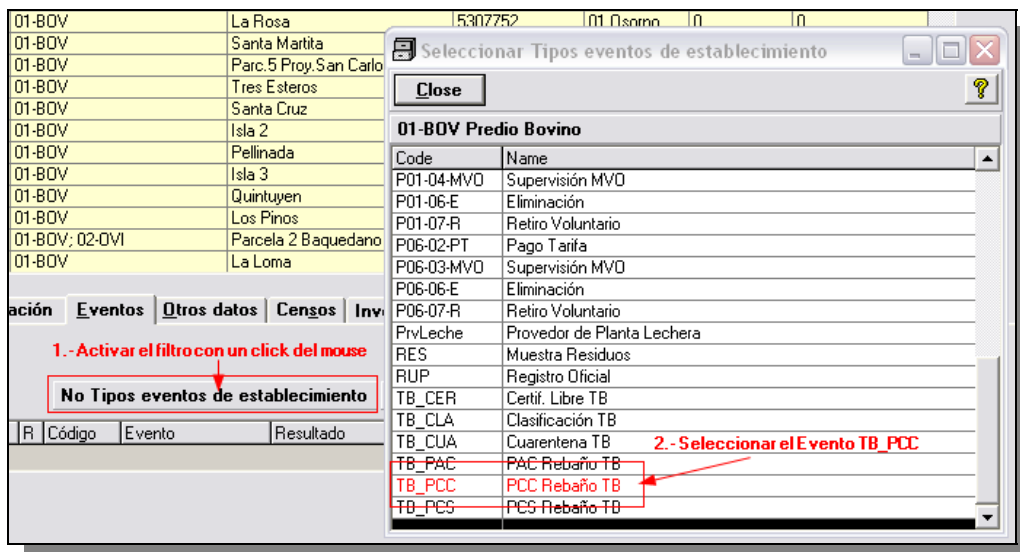 01-BOV La Rosa 5307752 01 Osorno 0 0
01-BOV Santa Martita
01-BOV Parc.5 Proy.San Carlo
01-BOV Tres Esteros
01-BOV Santa Cruz
01-BOV Isla 2
01-BOV Pellinada
01-BOV Isla 3
01-BOV Quintuyen
01-BOV Los Pinos
01-BOV; 02-OVI Parcela 2 Baquedano
01-BOV La Loma
ación Eventos Otros datos Censos Inv
1.-Activar el filtro con un click del mouse
No Tipos eventos de establecimiento
R Código Evento Resultado
Seleccionar Tipos eventos de establecimiento
Close
01-BOV Predio Bovino
Code Name
P01-04-MVO Supervisión MVO
P01-06-E Eliminación
P01-07-R Retiro Voluntario
P06-02-PT Pago Tarifa
P06-03-MVO Supervisión MVO
P06-06-E Eliminación
P06-07-R Retiro Voluntario
PrvLeche Provedor de Planta Lechera
RES Muestra Residuos
RUP Registro Oficial
TB_CER Certif. Libre TB
TB_CLA Clasificación TB
TB_CUA Cuarentena TB
2.-Seleccionar el Evento TB_PCC
TB_PAC PAC Rebaño TB
TB_PCC PCC Rebaño TB
TB_PCS PCS Rebaño TB